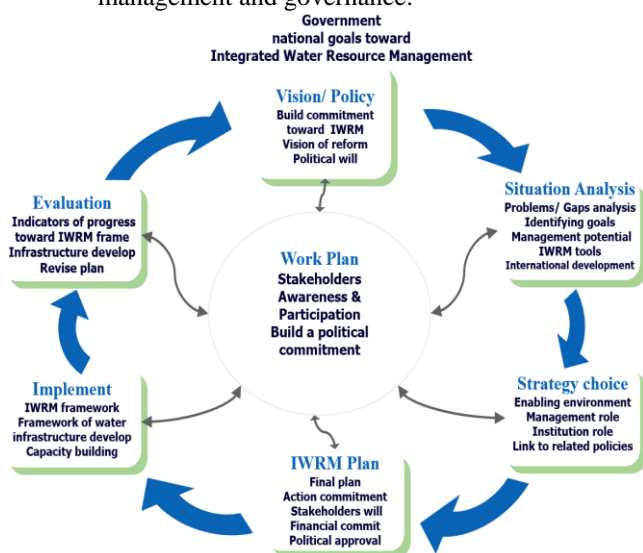 management and governance.
Government
national goals toward
Integrated Water Resource Management
Vision/ Policy
Build commitment
toward IWRM
Vision of reform
Political will
Situation Analysis
Problems/ Gaps analysis
Identifying goals
Management potential
IWRM tools
International development
Strategy choice
Enabling environment
Management role
Institution role
Link to related policies
IWRM Plan
Final plan
Action commitment
Stakeholders will
Financial commit
Political approval
Implement
IWRM framework
Framework of water
infrastructure develop
Capacity building
Evaluation
Indicators of progress
toward IWRM frame
Infrastructure develop
Revise plan
Work Plan
Stakeholders
Awareness &
Participation
Build a political
commitment